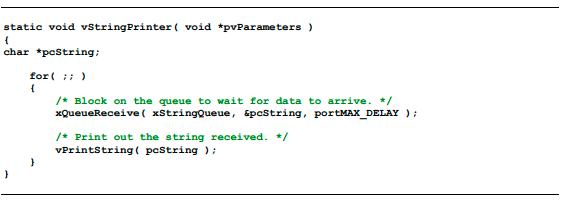 static void vStringPrinter( void *pvParameters )
{
char *pcString;
for( ;; )
{
/* Block on the queue to wait for data to arrive. */
xQueueReceive( xStringQueue, &pcString, portMAX_DELAY );
/* Print out the string received. */
vPrintString( pcString );
}
}